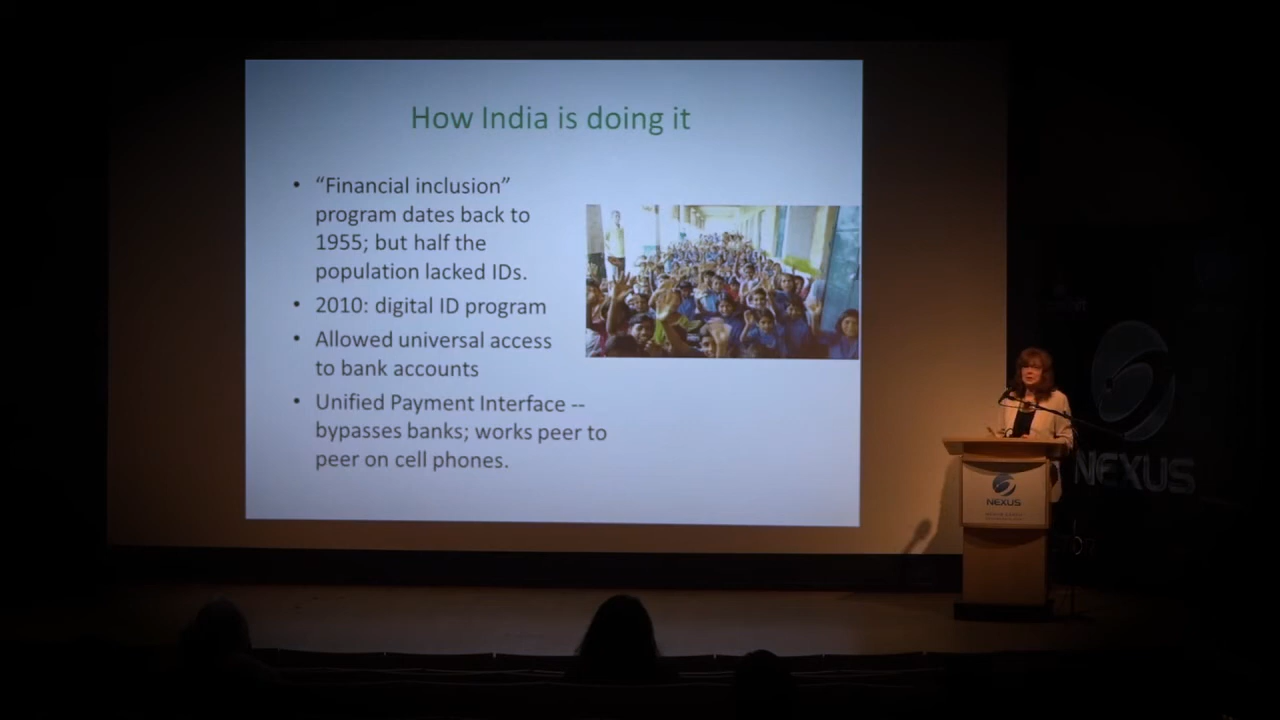 How India is doing it
• “Financial inclusion”
program dates back to
1955; but half the
population lacked IDs.
• 2010: digital ID program
• Allowed universal access
to bank accounts
• Unified Payment Interface --
bypasses banks; works peer to
peer on cell phones.
NEXUS
NEXUS